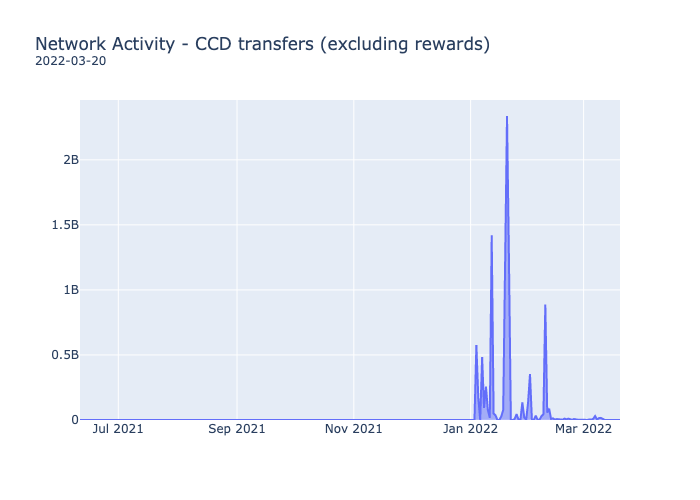 Network Activity - CCD transfers (excluding rewards)
2022-03-20
2B
1.5B
1B
0.5B
0
Jul 2021 Sep 2021 Nov 2021 Jan 2022 Mar 2022